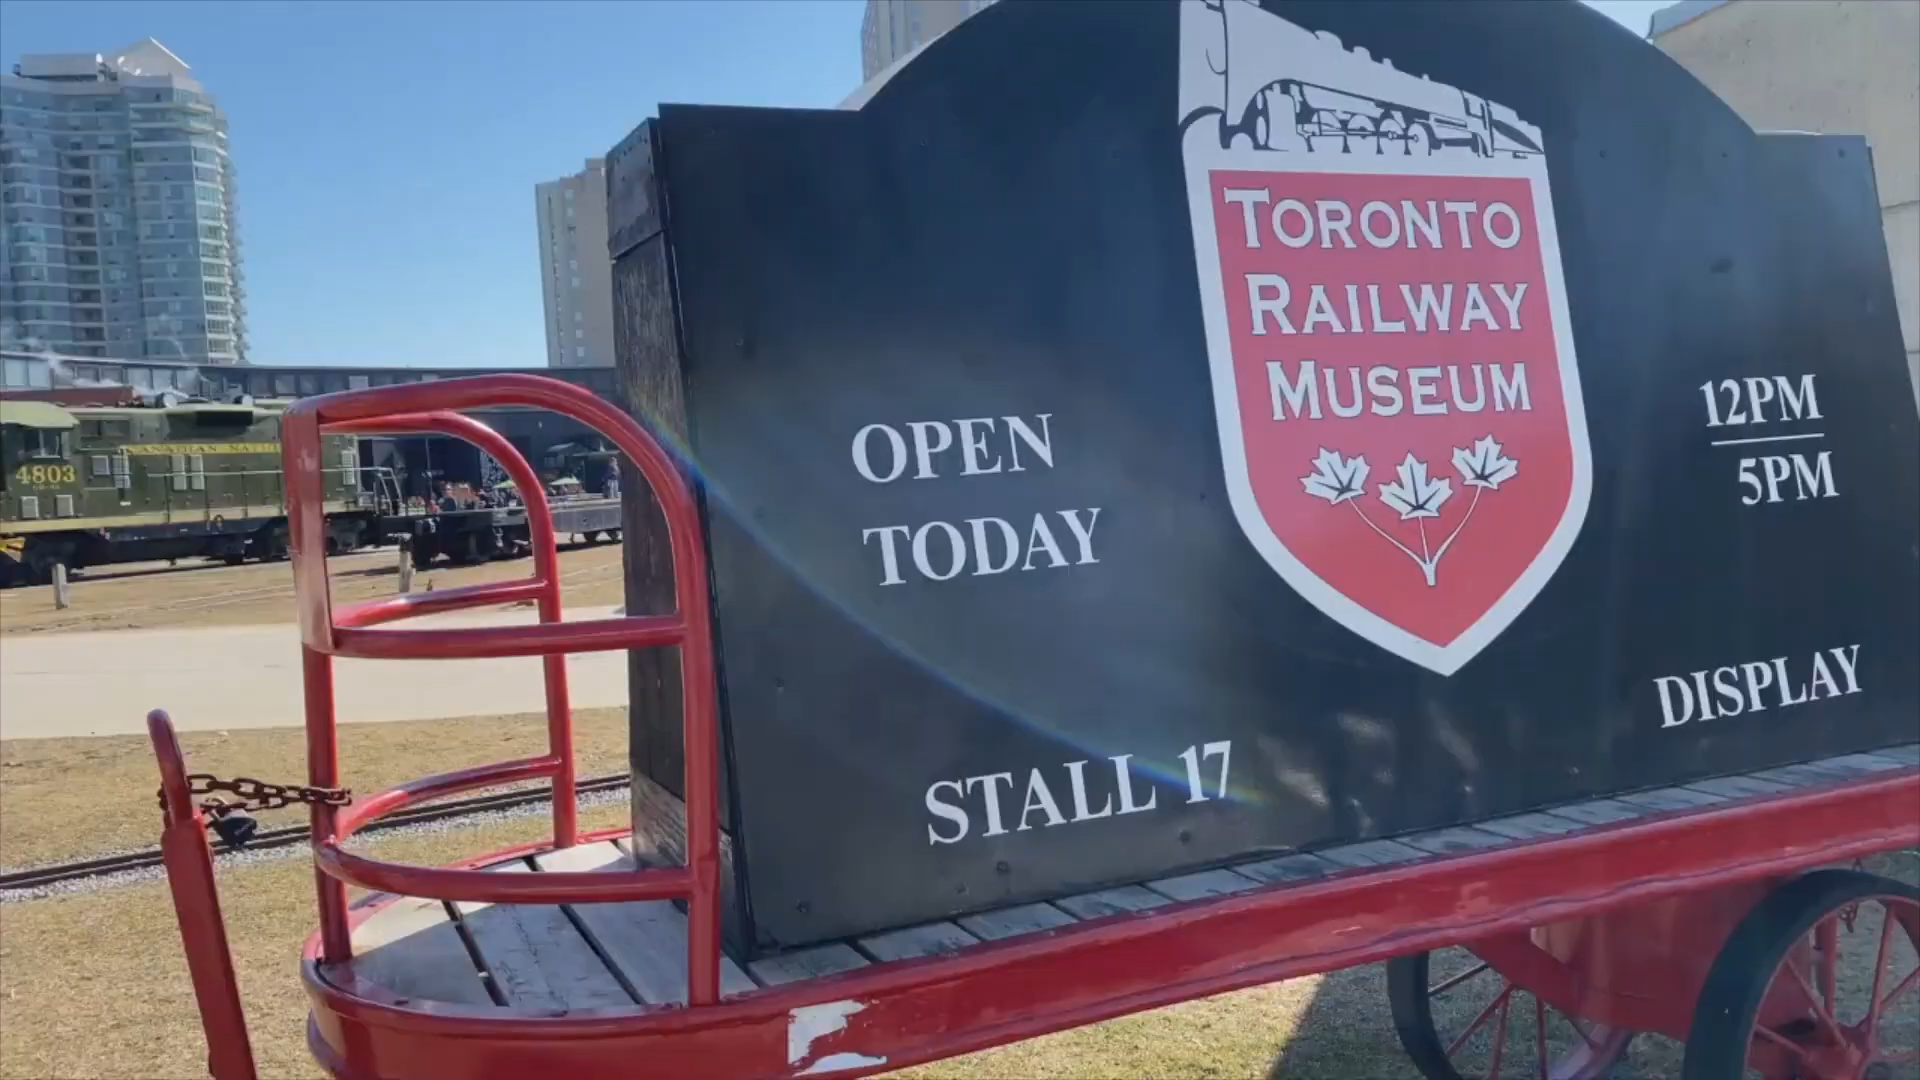 TORONTO
RAILWAY
MUSEUM
OPEN
TODAY
12PM
5PM
STALL 17
DISPLAY
4803